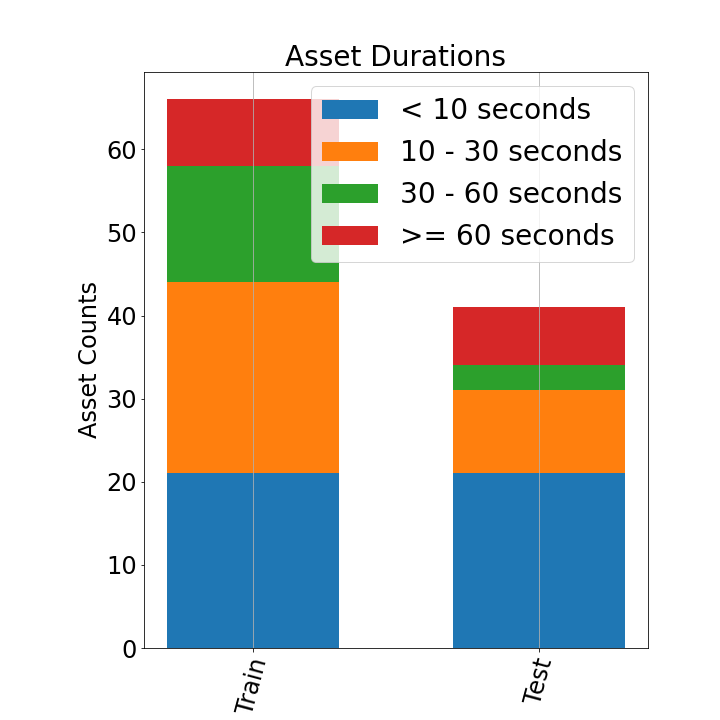 Asset Durations
< 10 seconds
10 - 30 seconds
30 - 60 seconds
>= 60 seconds
Asset Counts
60
50
40
30
20
10
0
Train
Test